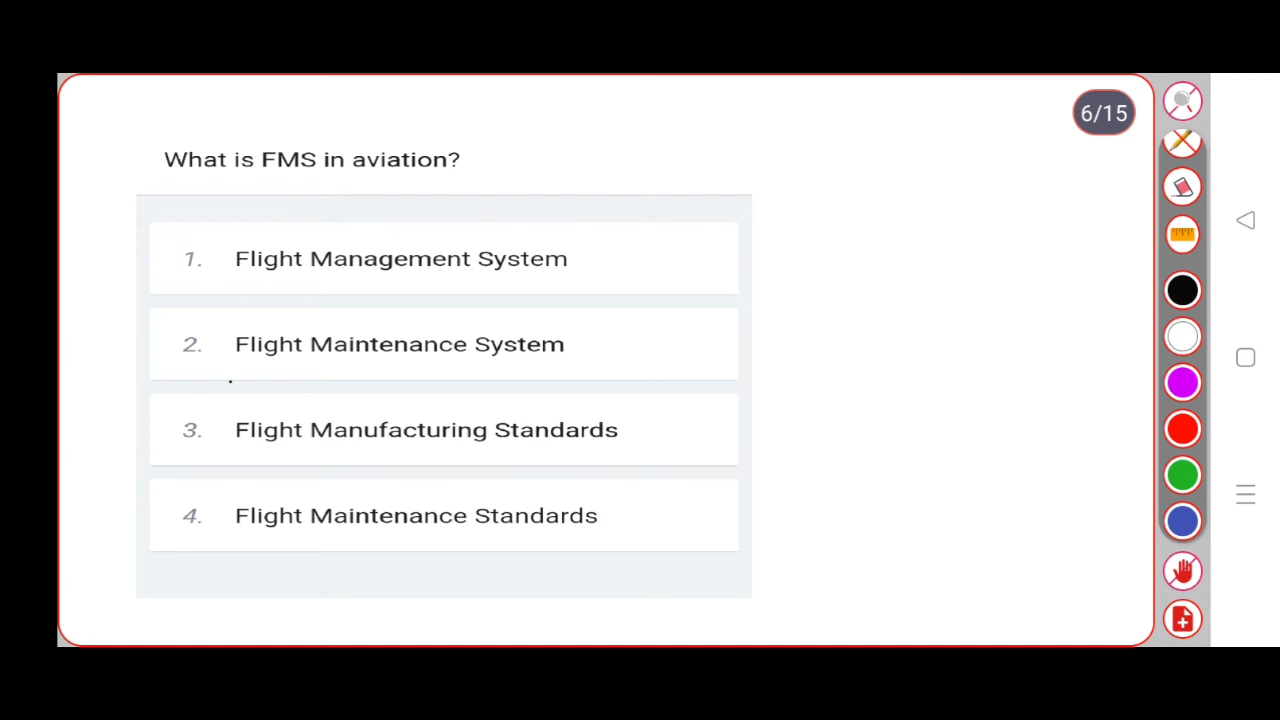 6/15
What is FMS in aviation?
1. Flight Management System
2. Flight Maintenance System
3. Flight Manufacturing Standards
4. Flight Maintenance Standards